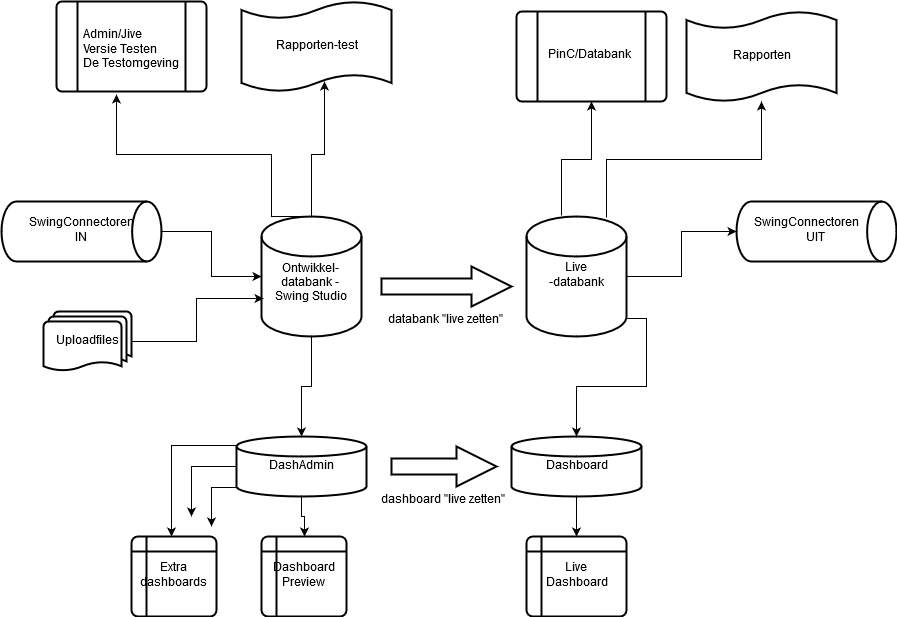 Admin/Jive
Versie Testen
De Testomgeving
Rapporten-test
PinC/Databank
Rapporten
SwingConnectoren
IN
Ontwikkel-
databank -
Swing Studio
Live
-databank
SwingConnectoren
UIT
databank "live zetten"
Uploadfiles
DashAdmin
Dashboard
dashboard "live zetten"
Extra
dashboards
Dashboard
Preview
Live
Dashboard